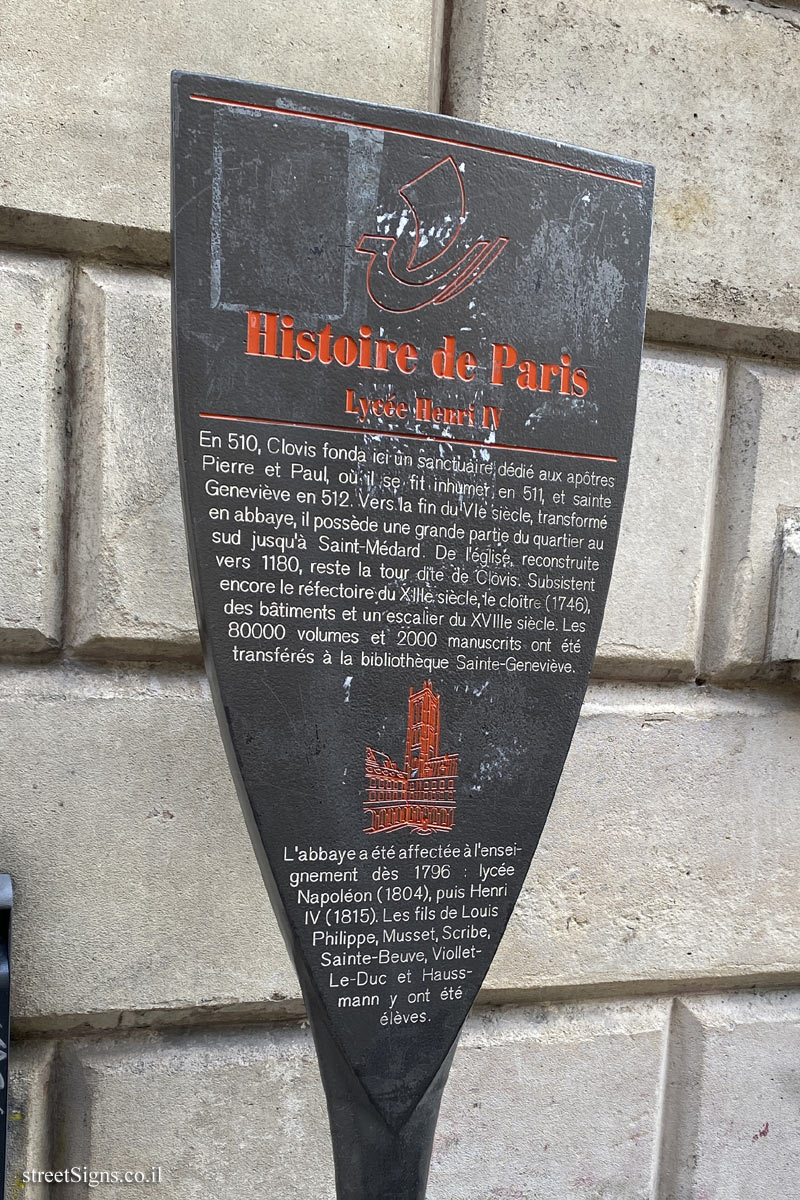 Histoire de Paris
Lycée Henri IV
En 510, Clovis fonda ici un sanctuaire dédié aux apôtres
Pierre et Paul, où il se fit inhumer, en 511, et sainte
Geneviève en 512. Vers la fin du VIe siècle, transformé
en abbaye, il possède une grande partie du quartier au
sud jusqu'à Saint-Médard. De l'église, reconstruite
vers 1180, reste la tour dite de Clovis. Subsistent
encore le réfectoire du XIIIe siècle, le cloître (1746),
des bâtiments et un escalier du XVIIIe siècle. Les
80000 volumes et 2000 manuscrits ont été
transférés à la bibliothèque Sainte-Geneviève.
L'abbaye a été affectée à l'ensei-
gnement dès 1796 : lycée
Napoléon (1804), puis Henri
IV (1815). Les fils de Louis
Philippe, Musset, Scribe,
Sainte-Beuve, Viollet-
Le-Duc et Hauss-
mann y ont été
élèves.
streetSigns.co.il